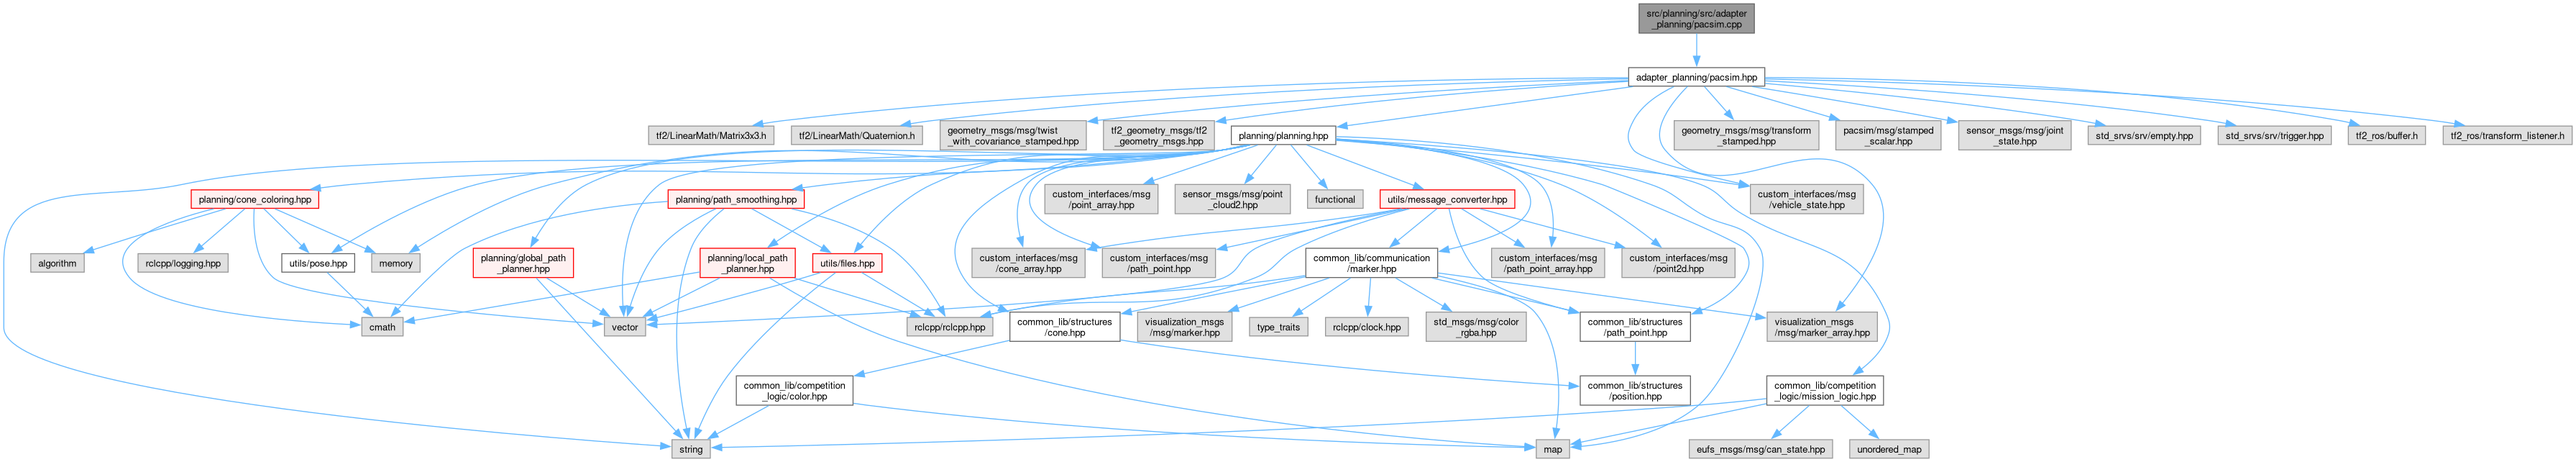 src/planning/src/adapter
_planning/pacsim.cpp
adapter_planning/pacsim.hpp
tf2/LinearMath/Matrix3x3.h
tf2/LinearMath/Quaternion.h
geometry_msgs/msg/twist
_with_covariance_stamped.hpp
tf2_geometry_msgs/tf2
_geometry_msgs.hpp
planning/planning.hpp
geometry_msgs/msg/transform
_stamped.hpp
pacsim/msg/stamped
_scalar.hpp
sensor_msgs/msg/joint
_state.hpp
std_srvs/srv/empty.hpp
std_srvs/srv/trigger.hpp
tf2_ros/buffer.h
tf2_ros/transform_listener.h
planning/cone_coloring.hpp
planning/path_smoothing.hpp
custom_interfaces/msg
/point_array.hpp
sensor_msgs/msg/point
_cloud2.hpp
functional
utils/message_converter.hpp
custom_interfaces/msg
/vehicle_state.hpp
algorithm
rclcpp/logging.hpp
utils/pose.hpp
memory
planning/global_path
_planner.hpp
planning/local_path
_planner.hpp
utils/files.hpp
custom_interfaces/msg
/cone_array.hpp
custom_interfaces/msg
/path_point.hpp
common_lib/communication
/marker.hpp
custom_interfaces/msg
/path_point_array.hpp
custom_interfaces/msg
/point2d.hpp
cmath
vector
rclcpp/rclcpp.hpp
common_lib/structures
/cone.hpp
visualization_msgs
/msg/marker.hpp
type_traits
rclcpp/clock.hpp
std_msgs/msg/color
_rgba.hpp
common_lib/structures
/path_point.hpp
visualization_msgs
/msg/marker_array.hpp
common_lib/competition
_logic/color.hpp
common_lib/structures
/position.hpp
common_lib/competition
_logic/mission_logic.hpp
string
map
eufs_msgs/msg/can_state.hpp
unordered_map